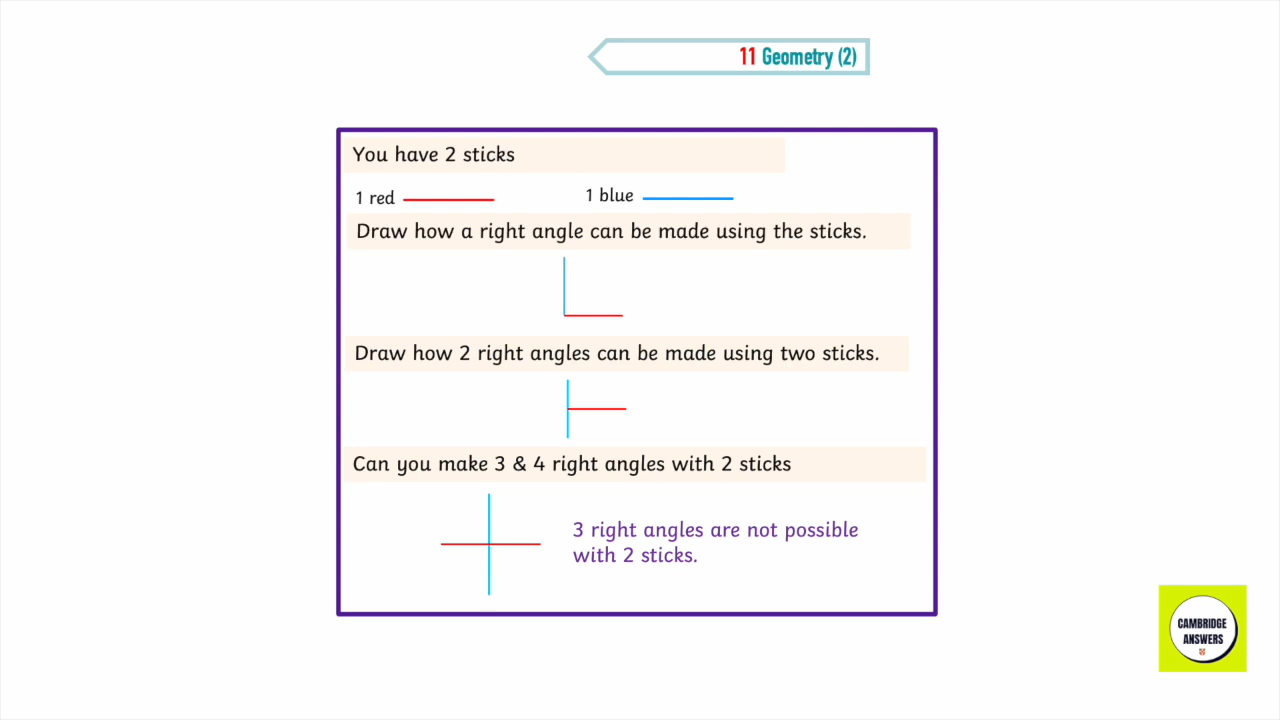 11 Geometry (2)
You have 2 sticks
1 red
1 blue
Draw how a right angle can be made using the sticks.
Draw how 2 right angles can be made using two sticks.
Can you make 3 & 4 right angles with 2 sticks
3 right angles are not possible
with 2 sticks.
CAMBRIDGE
ANSWERS